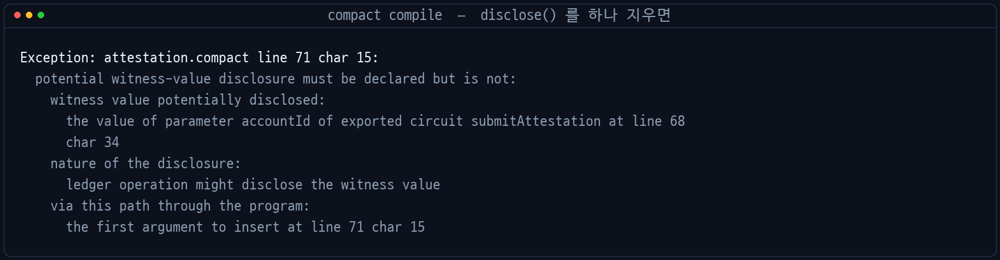 compact compile — disclose() 를 하나 지우면
Exception: attestation.compact line 71 char 15:
potential witness-value disclosure must be declared but is not:
witness value potentially disclosed:
the value of parameter accountId of exported circuit submitAttestation at line 68
char 34
nature of the disclosure:
ledger operation might disclose the witness value
via this path through the program:
the first argument to insert at line 71 char 15